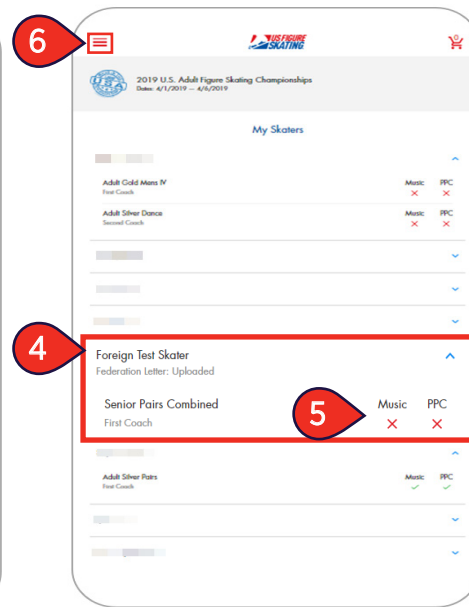 6
US FIGURE
SKATING
0
2019 U.S. Adult Figure Skating Championships
Dates: 4/1/2019 — 4/6/2019
My Skaters
Adult Gold Mens IV Music PPC
First Coach
Adult Silver Dance Music PPC
Second Coach
4
Foreign Test Skater
Federation Letter: Uploaded
Senior Pairs Combined Music PPC
First Coach
5
Adult Silver Pairs Music PPC
First Coach